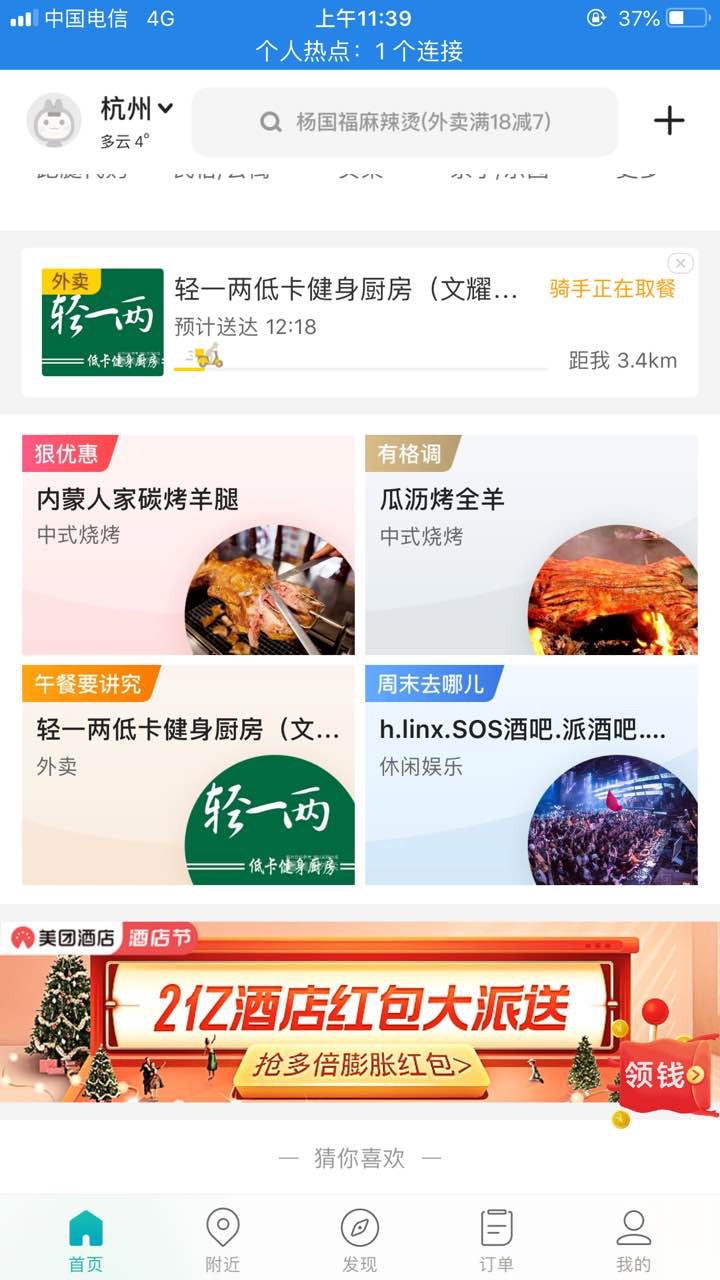 中国电信 4G 上午11:39 37%
个人热点：1 个连接
杭州
多云 4°
杨国福麻辣烫(外卖满18减7)
外卖
轻一两
低卡健身厨房
轻一两低卡健身厨房（文耀...
骑手正在取餐
预计送达 12:18
距我 3.4km
狠优惠
内蒙人家碳烤羊腿
中式烧烤
有格调
瓜沥烤全羊
中式烧烤
午餐要讲究
轻一两低卡健身厨房（文...
外卖
轻一两
低卡健身厨房
周末去哪儿
h.linx.SOS酒吧.派酒吧....
休闲娱乐
美团酒店 酒店节
2亿酒店红包大派送
抢多倍膨胀红包>
领钱>
— 猜你喜欢 —
首页 附近 发现 订单 我的